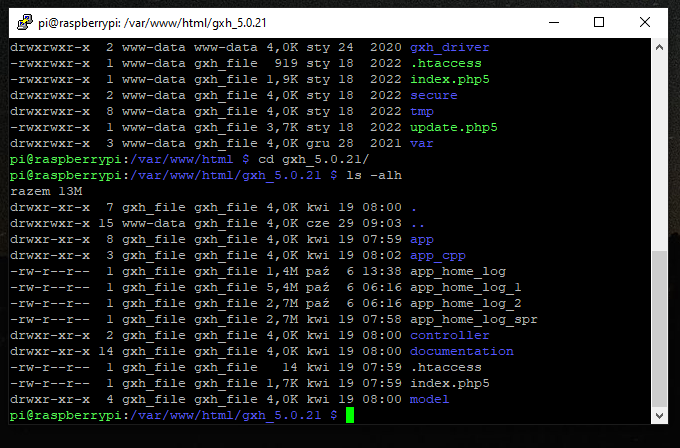 pi@raspberrypi: /var/www/html/gxh_5.0.21
drwxrwxr-x  2 www-data www-data 4,0K sty 24  2020 gxh_driver
-rwxrwxr-x  1 www-data gxh_file  919 sty 18  2022 .htaccess
-rwxrwxr-x  1 www-data gxh_file 1,9K sty 18  2022 index.php5
drwxrwxr-x  2 www-data gxh_file 4,0K sty 18  2022 secure
drwxrwxr-x  8 www-data gxh_file 4,0K sty 18  2022 tmp
-rwxrwxr-x  1 www-data gxh_file 3,7K sty 18  2022 update.php5
drwxrwxr-x  3 www-data gxh_file 4,0K gru 28  2021 var
pi@raspberrypi:/var/www/html $ cd gxh_5.0.21/
pi@raspberrypi:/var/www/html/gxh_5.0.21 $ ls -alh
razem 13M
drwxr-xr-x  7 gxh_file gxh_file 4,0K kwi 19 08:00 .
drwxrwxr-x 15 www-data gxh_file 4,0K cze 29 09:03 ..
drwxr-xr-x  8 gxh_file gxh_file 4,0K kwi 19 07:59 app
drwxr-xr-x  3 gxh_file gxh_file 4,0K kwi 19 08:02 app_cpp
-rw-r--r--  1 gxh_file gxh_file 1,4M paź  6 13:38 app_home_log
-rw-r--r--  1 gxh_file gxh_file 5,4M paź  6 06:16 app_home_log_1
-rw-r--r--  1 gxh_file gxh_file 2,7M paź  6 06:16 app_home_log_2
-rw-r--r--  1 gxh_file gxh_file 2,7M kwi 19 07:58 app_home_log_spr
drwxr-xr-x  2 gxh_file gxh_file 4,0K kwi 19 08:00 controller
drwxr-xr-x 14 gxh_file gxh_file 4,0K kwi 19 08:00 documentation
-rw-r--r--  1 gxh_file gxh_file   14 kwi 19 07:59 .htaccess
-rw-r--r--  1 gxh_file gxh_file 1,7K kwi 19 07:59 index.php5
drwxr-xr-x  4 gxh_file gxh_file 4,0K kwi 19 08:00 model
pi@raspberrypi:/var/www/html/gxh_5.0.21 $